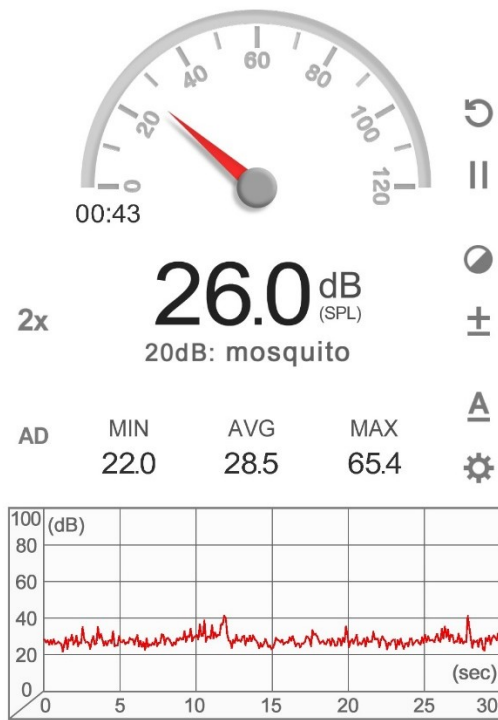 0 20 40 60 80 100 120
00:43
2x
26.0 dB
(SPL)
20dB: mosquito
±
A
AD
MIN AVG MAX
22.0 28.5 65.4
100 (dB)
80
60
40
20
0
(sec)
0 5 10 15 20 25 30